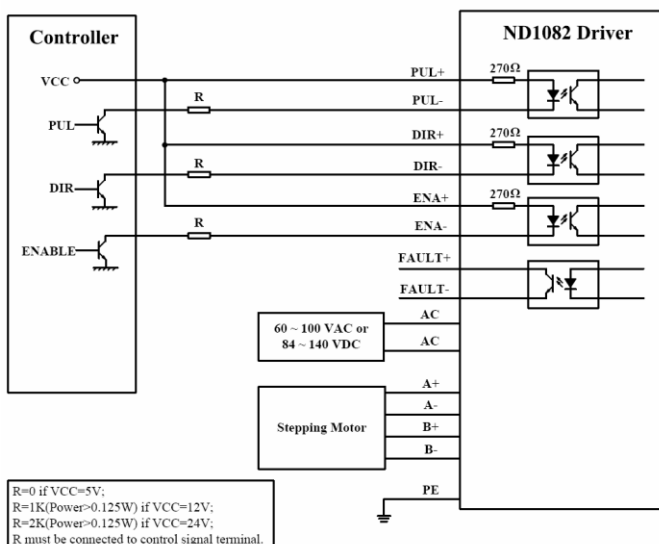 Controller
ND1082 Driver
VCC
PUL+
270Ω
R
PUL-
PUL
DIR+
270Ω
R
DIR-
DIR
ENA+
270Ω
R
ENA-
ENABLE
FAULT+
FAULT-
60 ~ 100 VAC or
84 ~ 140 VDC
AC
AC
Stepping Motor
A+
A-
B+
B-
PE
R=0 if VCC=5V;
R=1K(Power>0.125W) if VCC=12V;
R=2K(Power>0.125W) if VCC=24V;
R must be connected to control signal terminal.